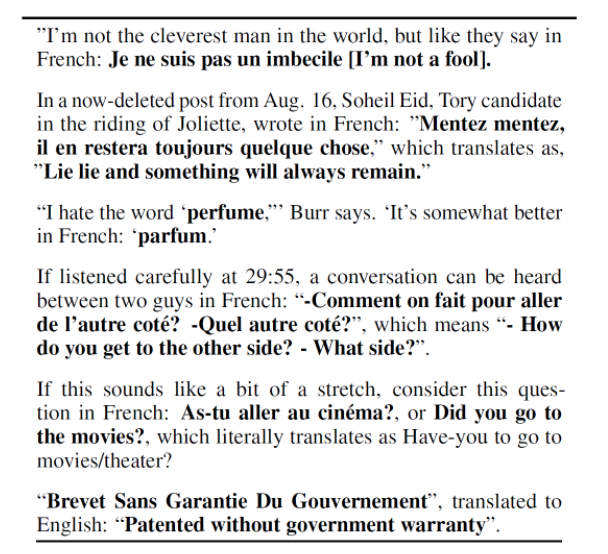 ”I’m not the cleverest man in the world, but like they say in
French: Je ne suis pas un imbecile [I’m not a fool].
In a now-deleted post from Aug. 16, Soheil Eid, Tory candidate
in the riding of Joliette, wrote in French: ”Mentez mentez,
il en restera toujours quelque chose,” which translates as,
”Lie lie and something will always remain.”
“I hate the word ‘perfume,”’ Burr says. ‘It’s somewhat better
in French: ‘parfum.’
If listened carefully at 29:55, a conversation can be heard
between two guys in French: “-Comment on fait pour aller
de l’autre coté? -Quel autre coté?”, which means “- How
do you get to the other side? - What side?”.
If this sounds like a bit of a stretch, consider this ques-
tion in French: As-tu aller au cinéma?, or Did you go to
the movies?, which literally translates as Have-you to go to
movies/theater?
“Brevet Sans Garantie Du Gouvernement”, translated to
English: “Patented without government warranty”.